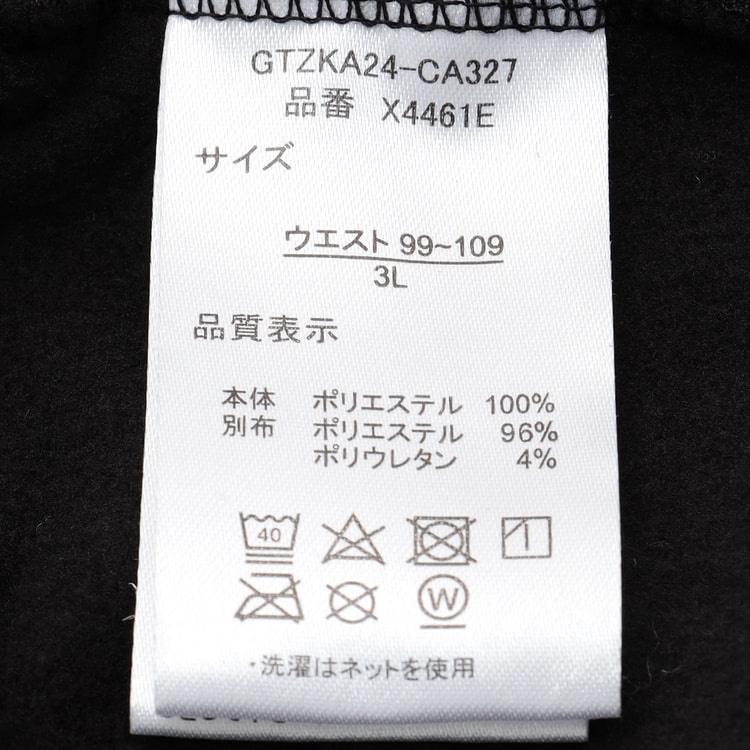 GTZKA24-CA327
品番 X4461E
サイズ
ウエスト 99~109
3L
品質表示
本体 ポリエステル 100%
別布 ポリエステル 96%
ポリウレタン 4%
40
W
・洗濯はネットを使用